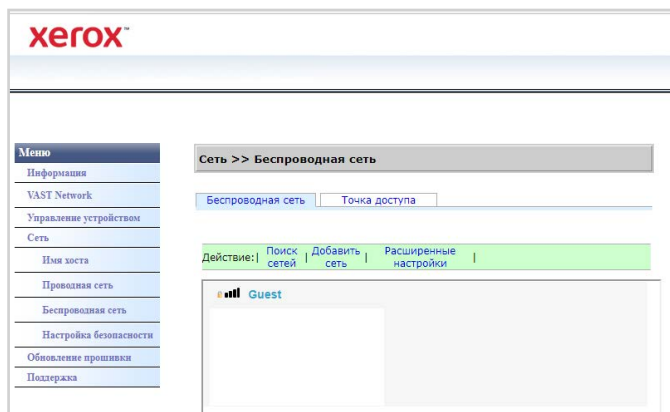 xerox™
Меню
Информация
VAST Network
Управление устройством
Сеть
Имя хоста
Проводная сеть
Беспроводная сеть
Настройка безопасности
Обновление прошивки
Поддержка
Сеть >> Беспроводная сеть
Беспроводная сеть
Точка доступа
Действие:| Поиск сетей | Добавить сеть | Расширенные настройки |
Guest